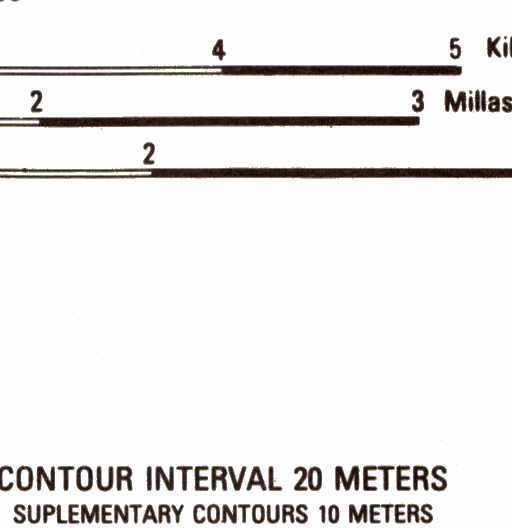 4 5
2 3 Millas
2
CONTOUR INTERVAL 20 METERS
SUPLEMENTARY CONTOURS 10 METERS